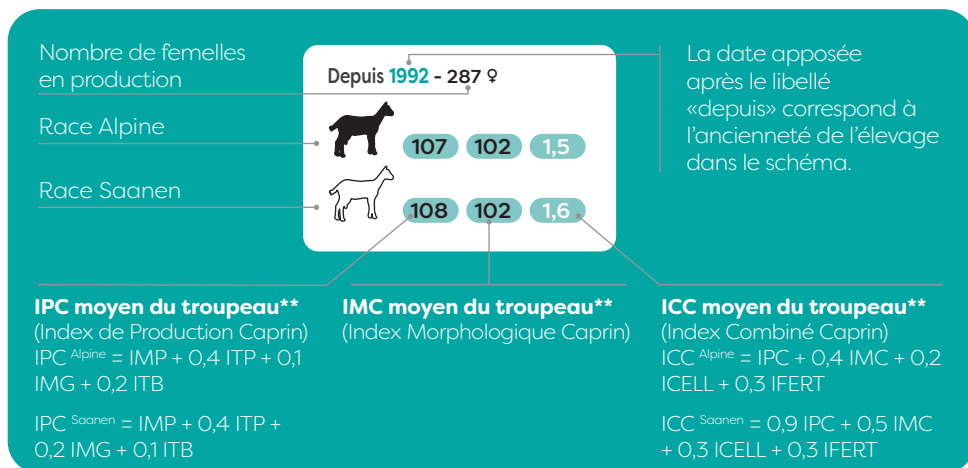 Nombre de femelles
en production
Race Alpine
Race Saanen
Depuis 1992 - 287 ♀
107 102 1,5
108 102 1,6
La date apposée
après le libellé
«depuis» correspond à
l'ancienneté de l'élevage
dans le schéma.
IPC moyen du troupeau**
(Index de Production Caprin)
IPC Alpine = IMP + 0,4 ITP + 0,1
IMG + 0,2 ITB
IPC Saanen = IMP + 0,4 ITP +
0,2 IMG + 0,1 ITB
IMC moyen du troupeau**
(Index Morphologique Caprin)
ICC moyen du troupeau**
(Index Combiné Caprin)
ICC Alpine = IPC + 0,4 IMC + 0,2
ICELL + 0,3 IFERT
ICC Saanen = 0,9 IPC + 0,5 IMC
+ 0,3 ICELL + 0,3 IFERT